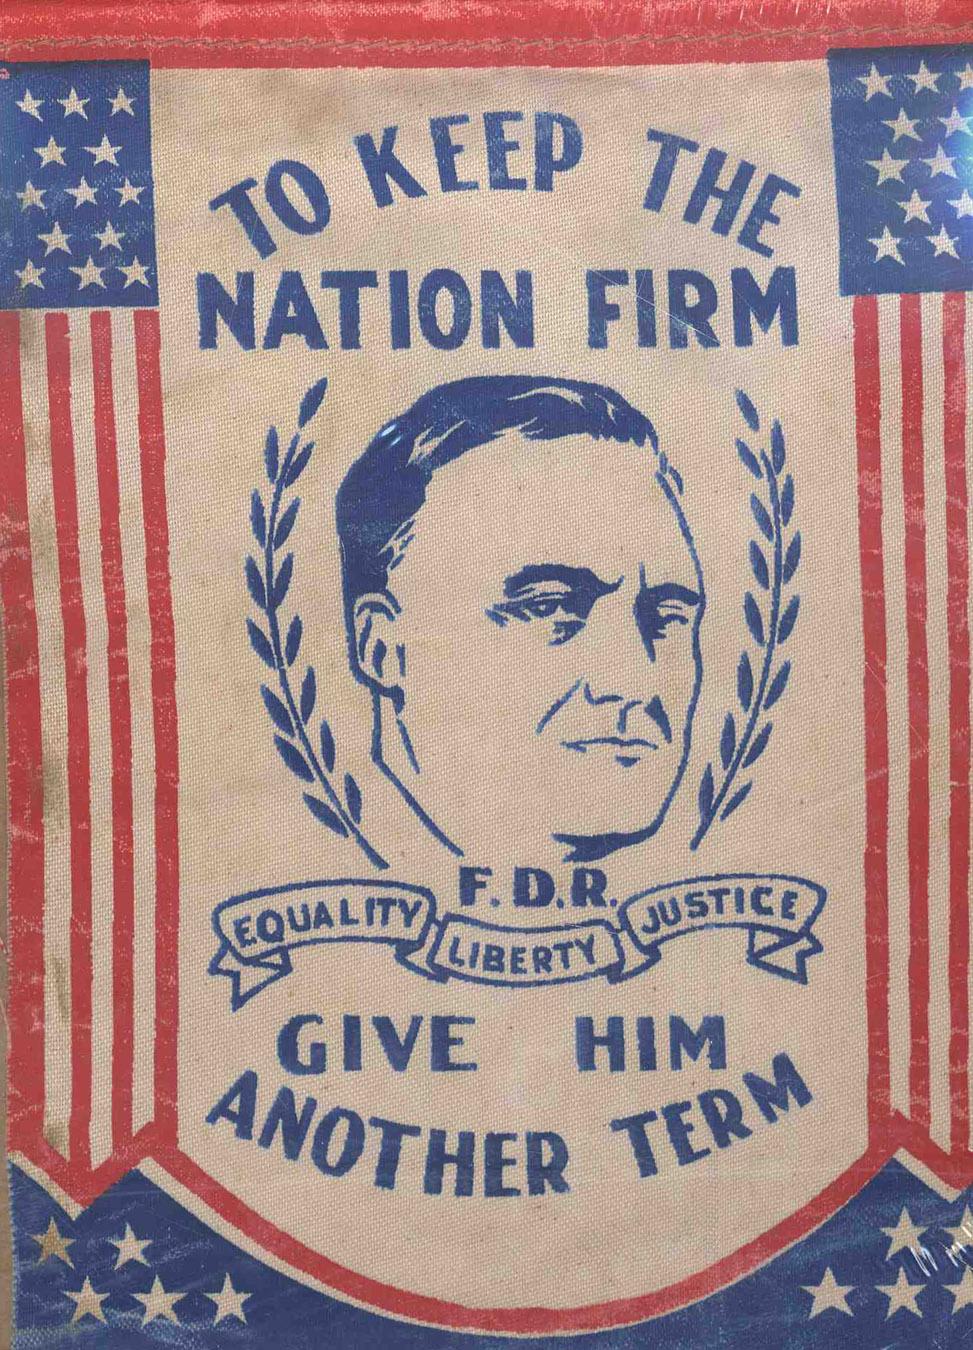 TO KEEP THE
NATION FIRM
F.D.R.
EQUALITY LIBERTY JUSTICE
GIVE HIM
ANOTHER TERM